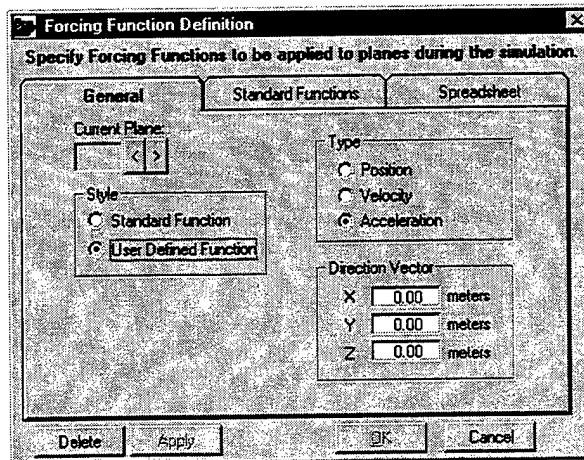 Forcing Function Definition
Specify Forcing Functions to be applied to planes during the simulation.
General
Standard Functions
Spreadsheet
Current Plane:
< >
Style
Standard Function
User Defined Function
Type
Position
Velocity
Acceleration
Direction Vector
X 0.00 meters
Y 0.00 meters
Z 0.00 meters
Delete
Apply
OK
Cancel